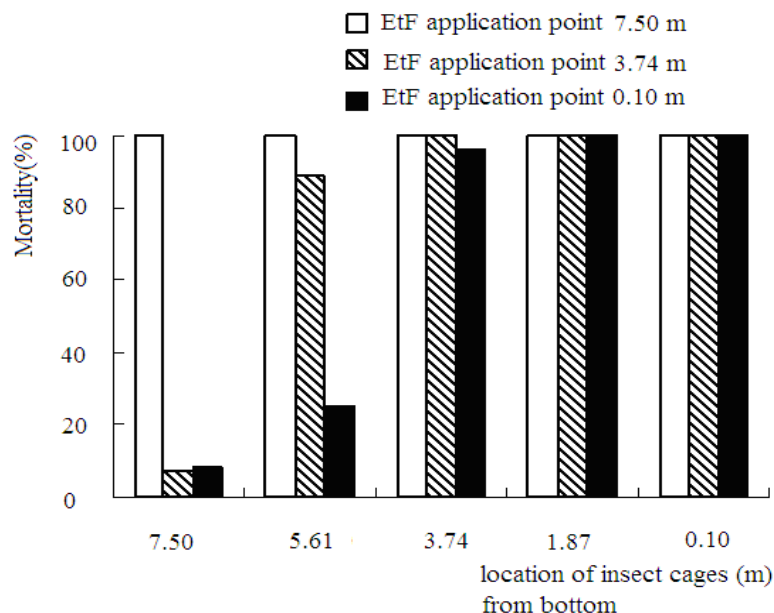 EtF application point 7.50 m
EtF application point 3.74 m
EtF application point 0.10 m
Mortality(%)
100
80
60
40
20
0
7.50 5.61 3.74 1.87 0.10
location of insect cages (m)
from bottom